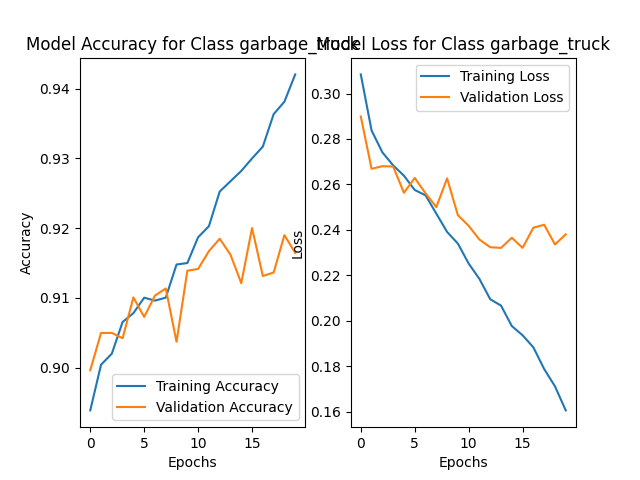 Model Accuracy for Class garbage_truck
Model Loss for Class garbage_truck
Accuracy
0.94
0.93
0.92
0.91
0.90
Training Accuracy
Validation Accuracy
0
5
10
15
Epochs
Loss
0.30
0.28
0.26
0.24
0.22
0.20
0.18
0.16
Training Loss
Validation Loss
0
5
10
15
Epochs